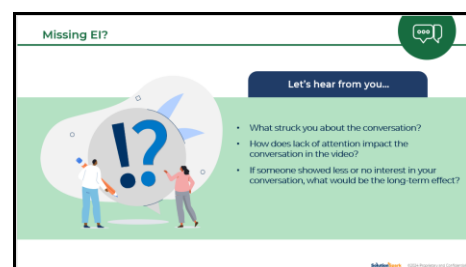 Missing EI?
Let's hear from you...
!?
• What struck you about the conversation?
• How does lack of attention impact the
conversation in the video?
• If someone showed less or no interest in your
conversation, what would be the long-term effect?